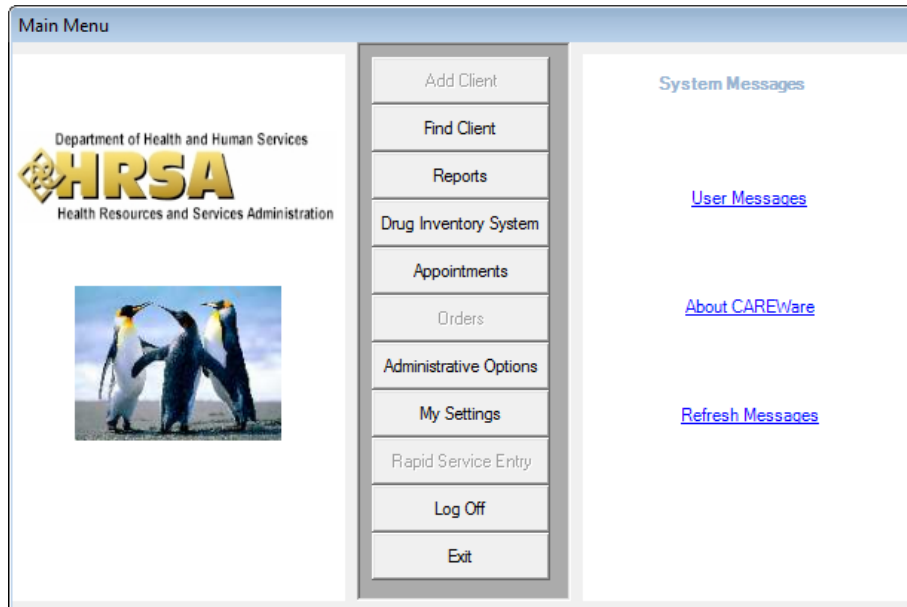 Main Menu
Department of Health and Human Services
HRSA
Health Resources and Services Administration
Add Client
Find Client
Reports
Drug Inventory System
Appointments
Orders
Administrative Options
My Settings
Rapid Service Entry
Log Off
Exit
System Messages
User Messages
About CAREWare
Refresh Messages